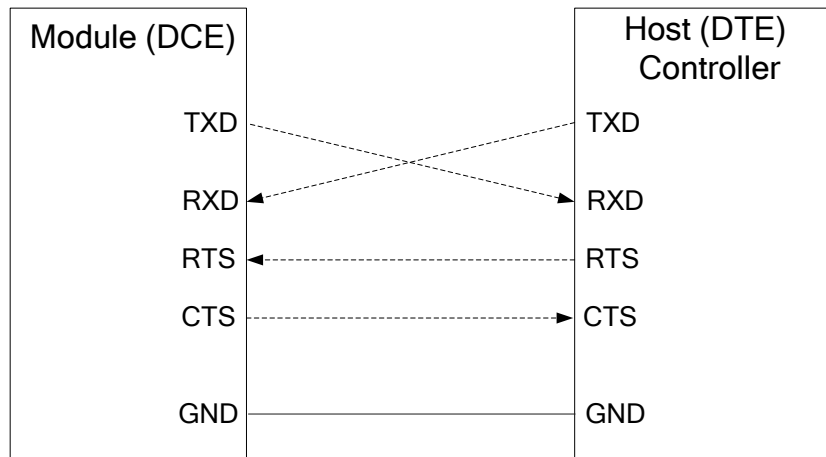 Module (DCE)
TXD
RXD
RTS
CTS
GND
Host (DTE)
Controller
TXD
RXD
RTS
CTS
GND